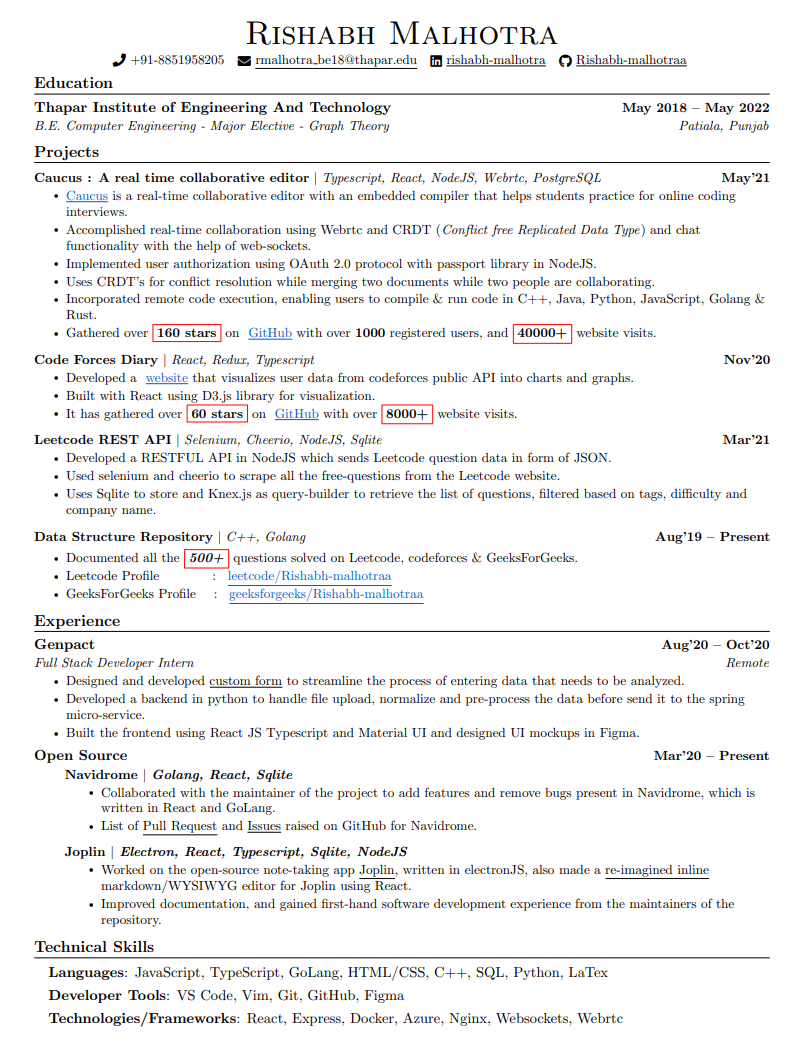 Rishabh Malhotra
+91-8851958205 rmalhotra_be18@thapar.edu rishabh-malhotra Rishabh-malhotraa
Education
Thapar Institute of Engineering And Technology May 2018 – May 2022
B.E. Computer Engineering - Major Elective - Graph Theory Patiala, Punjab
Projects
Caucus : A real time collaborative editor | Typescript, React, NodeJS, Webrtc, PostgreSQL May'21
• Caucus is a real-time collaborative editor with an embedded compiler that helps students practice for online coding
interviews.
• Accomplished real-time collaboration using Webrtc and CRDT (Conflict free Replicated Data Type) and chat
functionality with the help of web-sockets.
• Implemented user authorization using OAuth 2.0 protocol with passport library in NodeJS.
• Uses CRDT's for conflict resolution while merging two documents while two people are collaborating.
• Incorporated remote code execution, enabling users to compile & run code in C++, Java, Python, JavaScript, Golang &
Rust.
• Gathered over 160 stars on GitHub with over 1000 registered users, and 40000+ website visits.
Code Forces Diary | React, Redux, Typescript Nov'20
• Developed a website that visualizes user data from codeforces public API into charts and graphs.
• Built with React using D3.js library for visualization.
• It has gathered over 60 stars on GitHub with over 8000+ website visits.
Leetcode REST API | Selenium, Cheerio, NodeJS, Sqlite Mar'21
• Developed a RESTFUL API in NodeJS which sends Leetcode question data in form of JSON.
• Used selenium and cheerio to scrape all the free-questions from the Leetcode website.
• Uses Sqlite to store and Knex.js as query-builder to retrieve the list of questions, filtered based on tags, difficulty and
company name.
Data Structure Repository | C++, Golang Aug'19 – Present
• Documented all the 500+ questions solved on Leetcode, codeforces & GeeksForGeeks.
• Leetcode Profile : leetcode/Rishabh-malhotraa
• GeeksForGeeks Profile : geeksforgeeks/Rishabh-malhotraa
Experience
Genpact Aug'20 – Oct'20
Full Stack Developer Intern Remote
• Designed and developed custom form to streamline the process of entering data that needs to be analyzed.
• Developed a backend in python to handle file upload, normalize and pre-process the data before send it to the spring
micro-service.
• Built the frontend using React JS Typescript and Material UI and designed UI mockups in Figma.
Open Source Mar'20 – Present
Navidrome | Golang, React, Sqlite
• Collaborated with the maintainer of the project to add features and remove bugs present in Navidrome, which is
written in React and GoLang.
• List of Pull Request and Issues raised on GitHub for Navidrome.
Joplin | Electron, React, Typescript, Sqlite, NodeJS
• Worked on the open-source note-taking app Joplin, written in electronJS, also made a re-imagined inline
markdown/WYSIWYG editor for Joplin using React.
• Improved documentation, and gained first-hand software development experience from the maintainers of the
repository.
Technical Skills
Languages: JavaScript, TypeScript, GoLang, HTML/CSS, C++, SQL, Python, LaTex
Developer Tools: VS Code, Vim, Git, GitHub, Figma
Technologies/Frameworks: React, Express, Docker, Azure, Nginx, Websockets, Webrtc